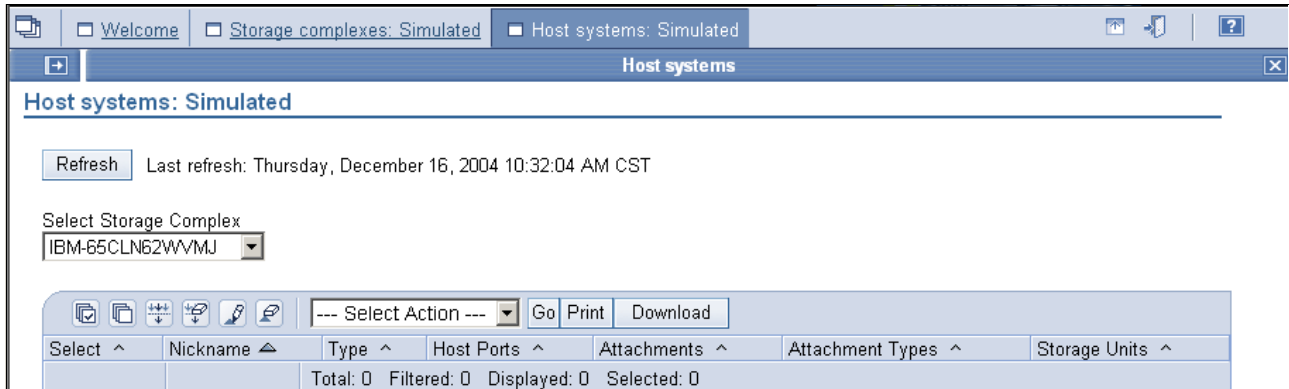 Welcome Storage complexes: Simulated Host systems: Simulated ?
Host systems
Host systems: Simulated
Refresh Last refresh: Thursday, December 16, 2004 10:32:04 AM CST
Select Storage Complex
IBM-65CLN62WVMJ
--- Select Action --- Go Print Download
Select ^ Nickname Type ^ Host Ports ^ Attachments ^ Attachment Types ^ Storage Units ^
Total: 0 Filtered: 0 Displayed: 0 Selected: 0